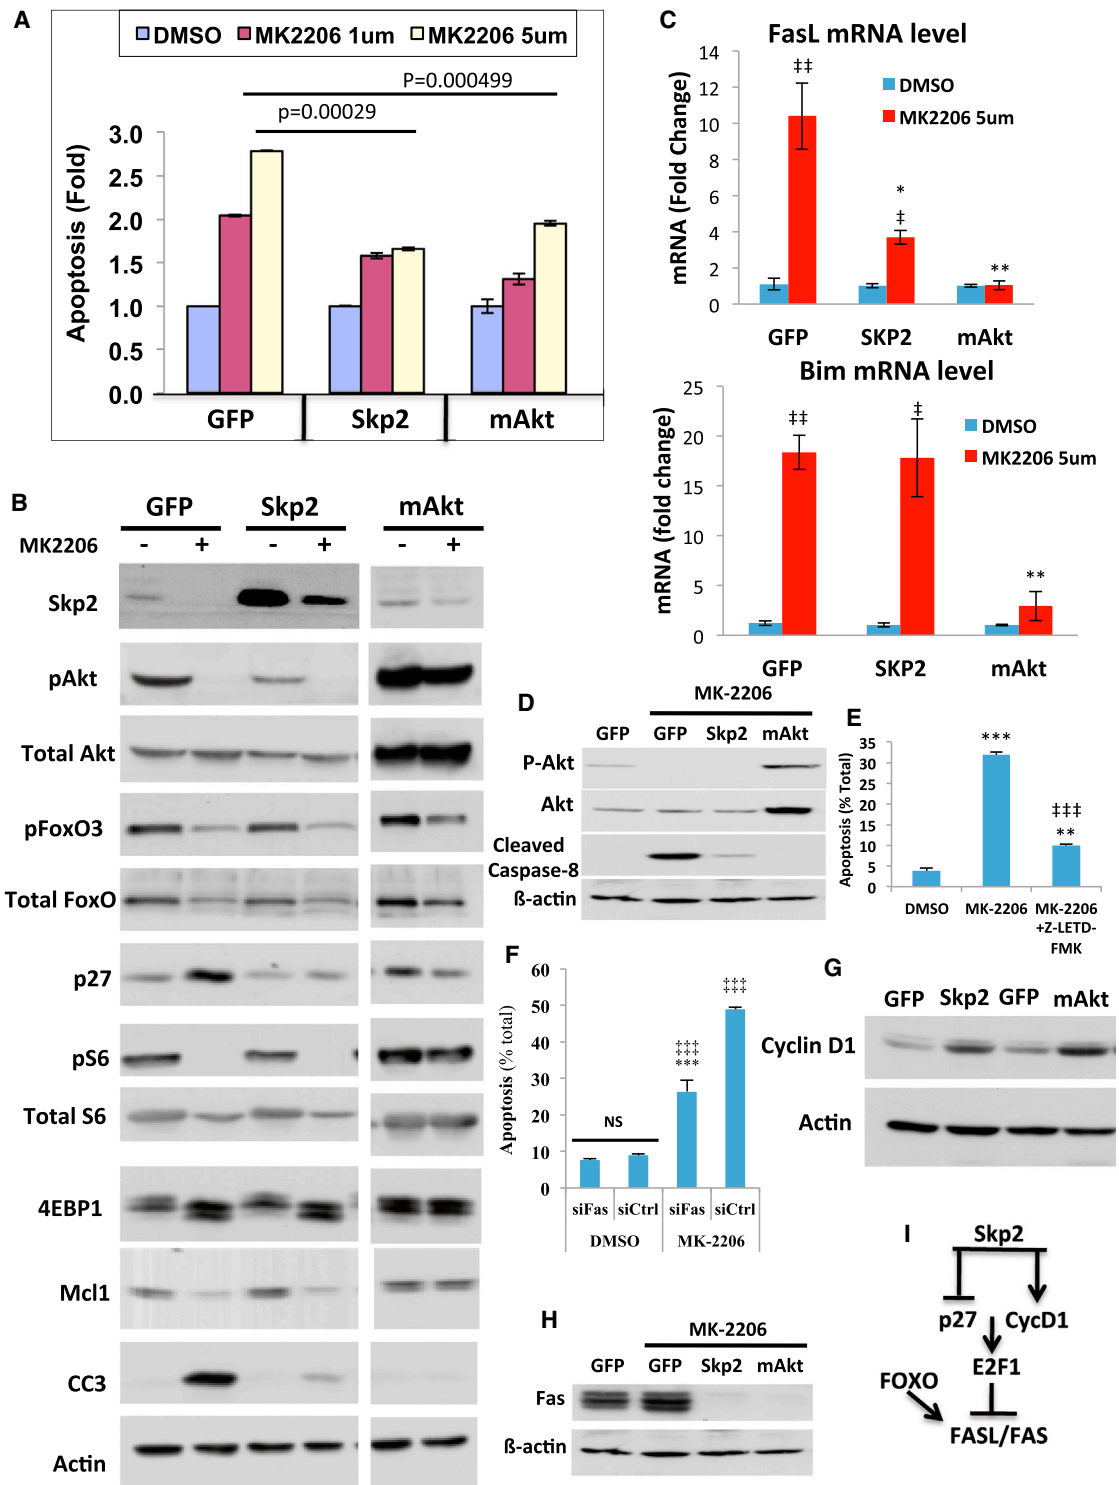 A
DMSO MK2206 1um MK2206 5um
P=0.000499
p=0.00029
Apoptosis (Fold)
3.0
2.5
2.0
1.5
1.0
0.5
0.0
GFP Skp2 mAkt
B
GFP Skp2 mAkt
MK2206 - + - + - +
Skp2
pAkt
Total Akt
pFoxO3
Total FoxO
p27
pS6
Total S6
4EBP1
Mcl1
CC3
Actin
C
FasL mRNA level
DMSO
MK2206 5um
mRNA (Fold Change)
14
12
10
8
6
4
2
0
‡‡
*
‡
**
GFP SKP2 mAkt
Bim mRNA level
DMSO
MK2206 5um
mRNA (fold change)
25
20
15
10
5
0
‡‡
‡
**
GFP SKP2 mAkt
D
MK-2206
GFP GFP Skp2 mAkt
P-Akt
Akt
Cleaved
Caspase-8
ß-actin
E
Apoptosis (% Total)
35
30
25
20
15
10
5
0
***
‡‡‡
**
DMSO MK-2206 MK-2206
+Z-LETD-
FMK
F
Apoptosis (% total)
60
50
40
30
20
10
0
NS
‡‡‡
‡‡‡
***
‡‡‡
siFas siCtrl siFas siCtrl
DMSO MK-2206
G
GFP Skp2 GFP mAkt
Cyclin D1
Actin
H
MK-2206
GFP GFP Skp2 mAkt
Fas
ß-actin
I
Skp2
p27 CycD1
E2F1
FOXO
FASL/FAS